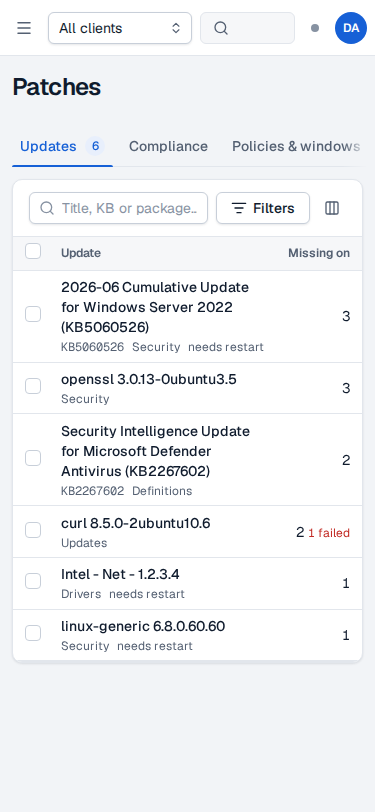 All clients
DA
Patches
Updates 6 Compliance Policies & windows
Title, KB or package.. Filters
Update Missing on
2026-06 Cumulative Update
for Windows Server 2022
(KB5060526)
3
KB5060526 Security needs restart
openssl 3.0.13-0ubuntu3.5
3
Security
Security Intelligence Update
for Microsoft Defender
Antivirus (KB2267602)
2
KB2267602 Definitions
curl 8.5.0-2ubuntu10.6
2 1 failed
Updates
Intel - Net - 1.2.3.4
1
Drivers needs restart
linux-generic 6.8.0.60.60
1
Security needs restart